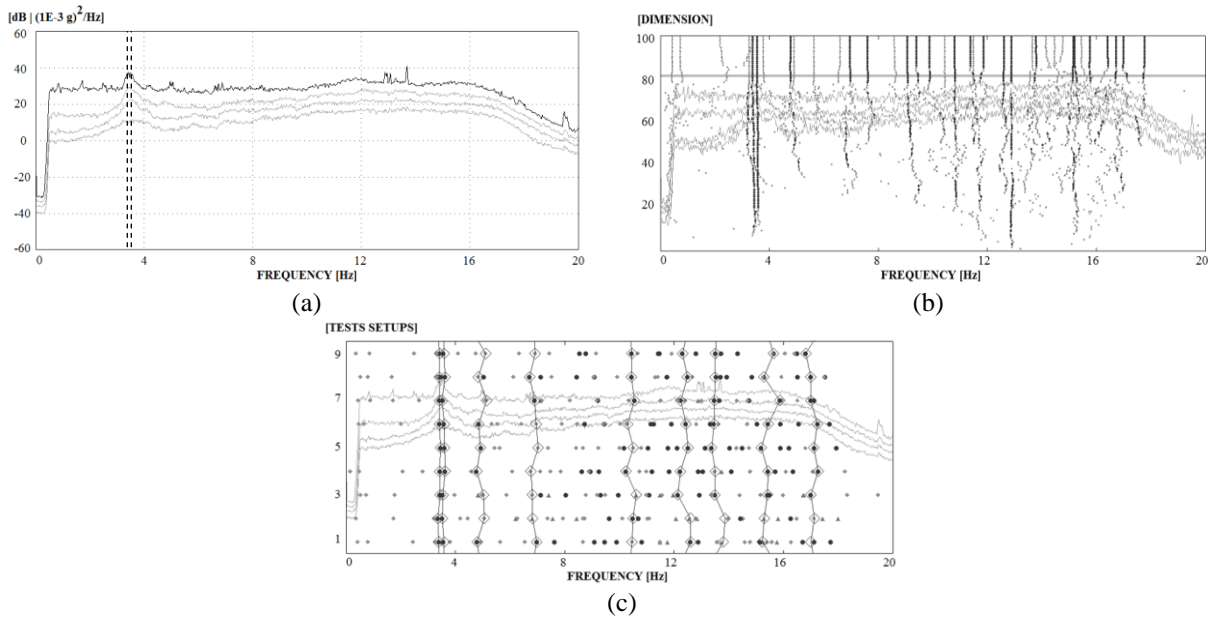 [dB | (1E-3 g)²/Hz]
60
40
20
0
-20
-40
-60
0 4 8 12 16 20
FREQUENCY [Hz]
(a)
[DIMENSION]
100
80
60
40
20
0 4 8 12 16 20
FREQUENCY [Hz]
(b)
[TESTS SETUPS]
9
7
5
3
1
0 4 8 12 16 20
FREQUENCY [Hz]
(c)